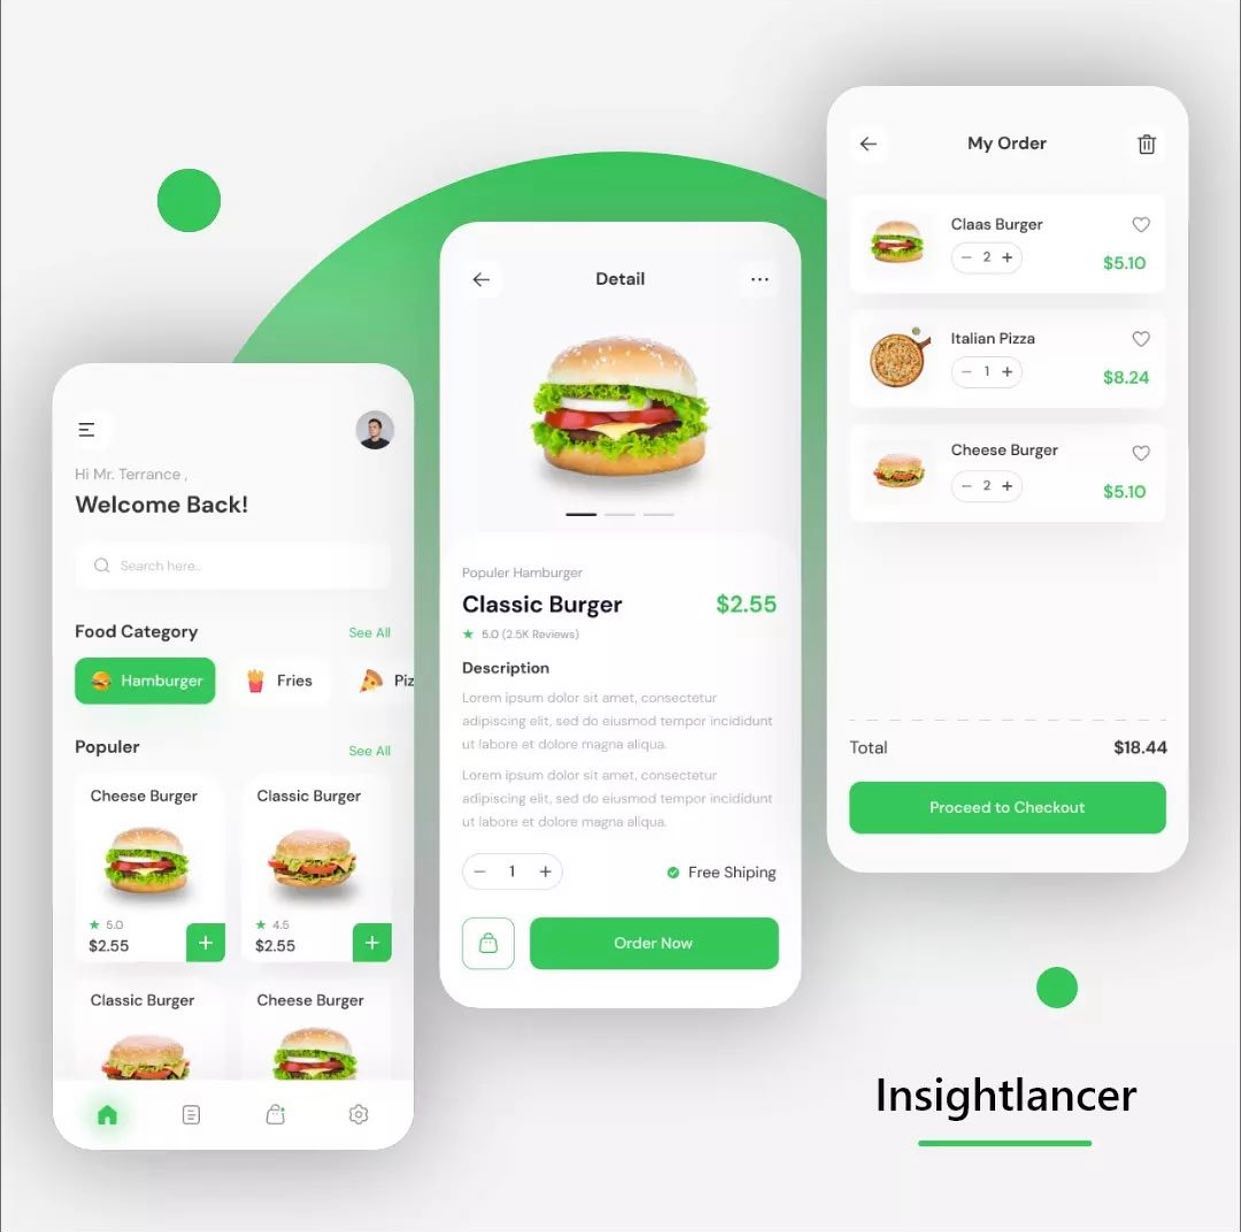 Hi Mr. Terrance ,
Welcome Back!
Search here..
Food Category
See All
Hamburger
Fries
Piz
Populer
See All
Cheese Burger
Classic Burger
5.0
4.5
$2.55
+
$2.55
+
Classic Burger
Cheese Burger
Detail
Populer Hamburger
Classic Burger
$2.55
5.0 (2.5K Reviews)
Description
Lorem ipsum dolor sit amet, consectetur
adipiscing elit, sed do eiusmod tempor incididunt
ut labore et dolore magna aliqua.
Lorem ipsum dolor sit amet, consectetur
adipiscing elit, sed do eiusmod tempor incididunt
ut labore et dolore magna aliqua.
− 1 +
Free Shiping
Order Now
My Order
Claas Burger
− 2 +
$5.10
Italian Pizza
− 1 +
$8.24
Cheese Burger
− 2 +
$5.10
Total
$18.44
Proceed to Checkout
Insightlancer